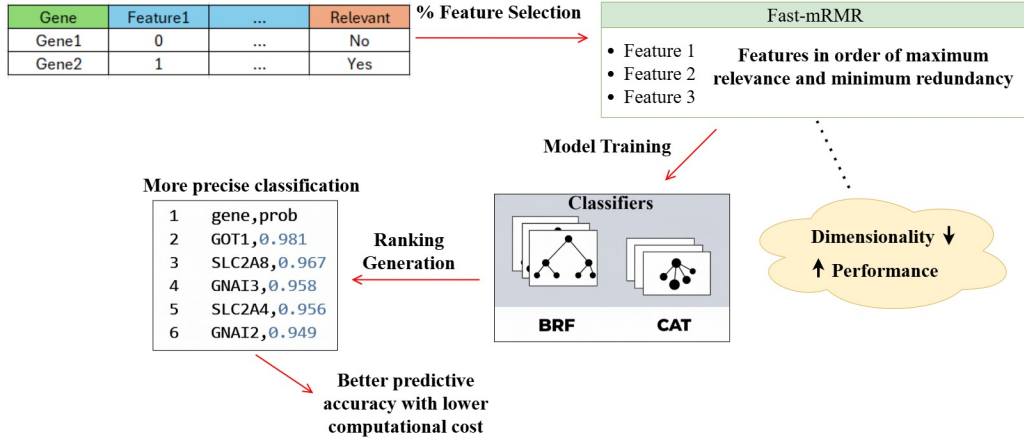 Gene Feature1 ... Relevant
Gene1 0 ... No
Gene2 1 ... Yes
% Feature Selection
Fast-mRMR
• Feature 1
• Feature 2
• Feature 3
Features in order of maximum
relevance and minimum redundancy
Model Training
Dimensionality ↓
↑ Performance
Classifiers
BRF CAT
Ranking
Generation
More precise classification
1 gene,prob
2 GOT1,0.981
3 SLC2A8,0.967
4 GNAI3,0.958
5 SLC2A4,0.956
6 GNAI2,0.949
Better predictive
accuracy with lower
computational cost